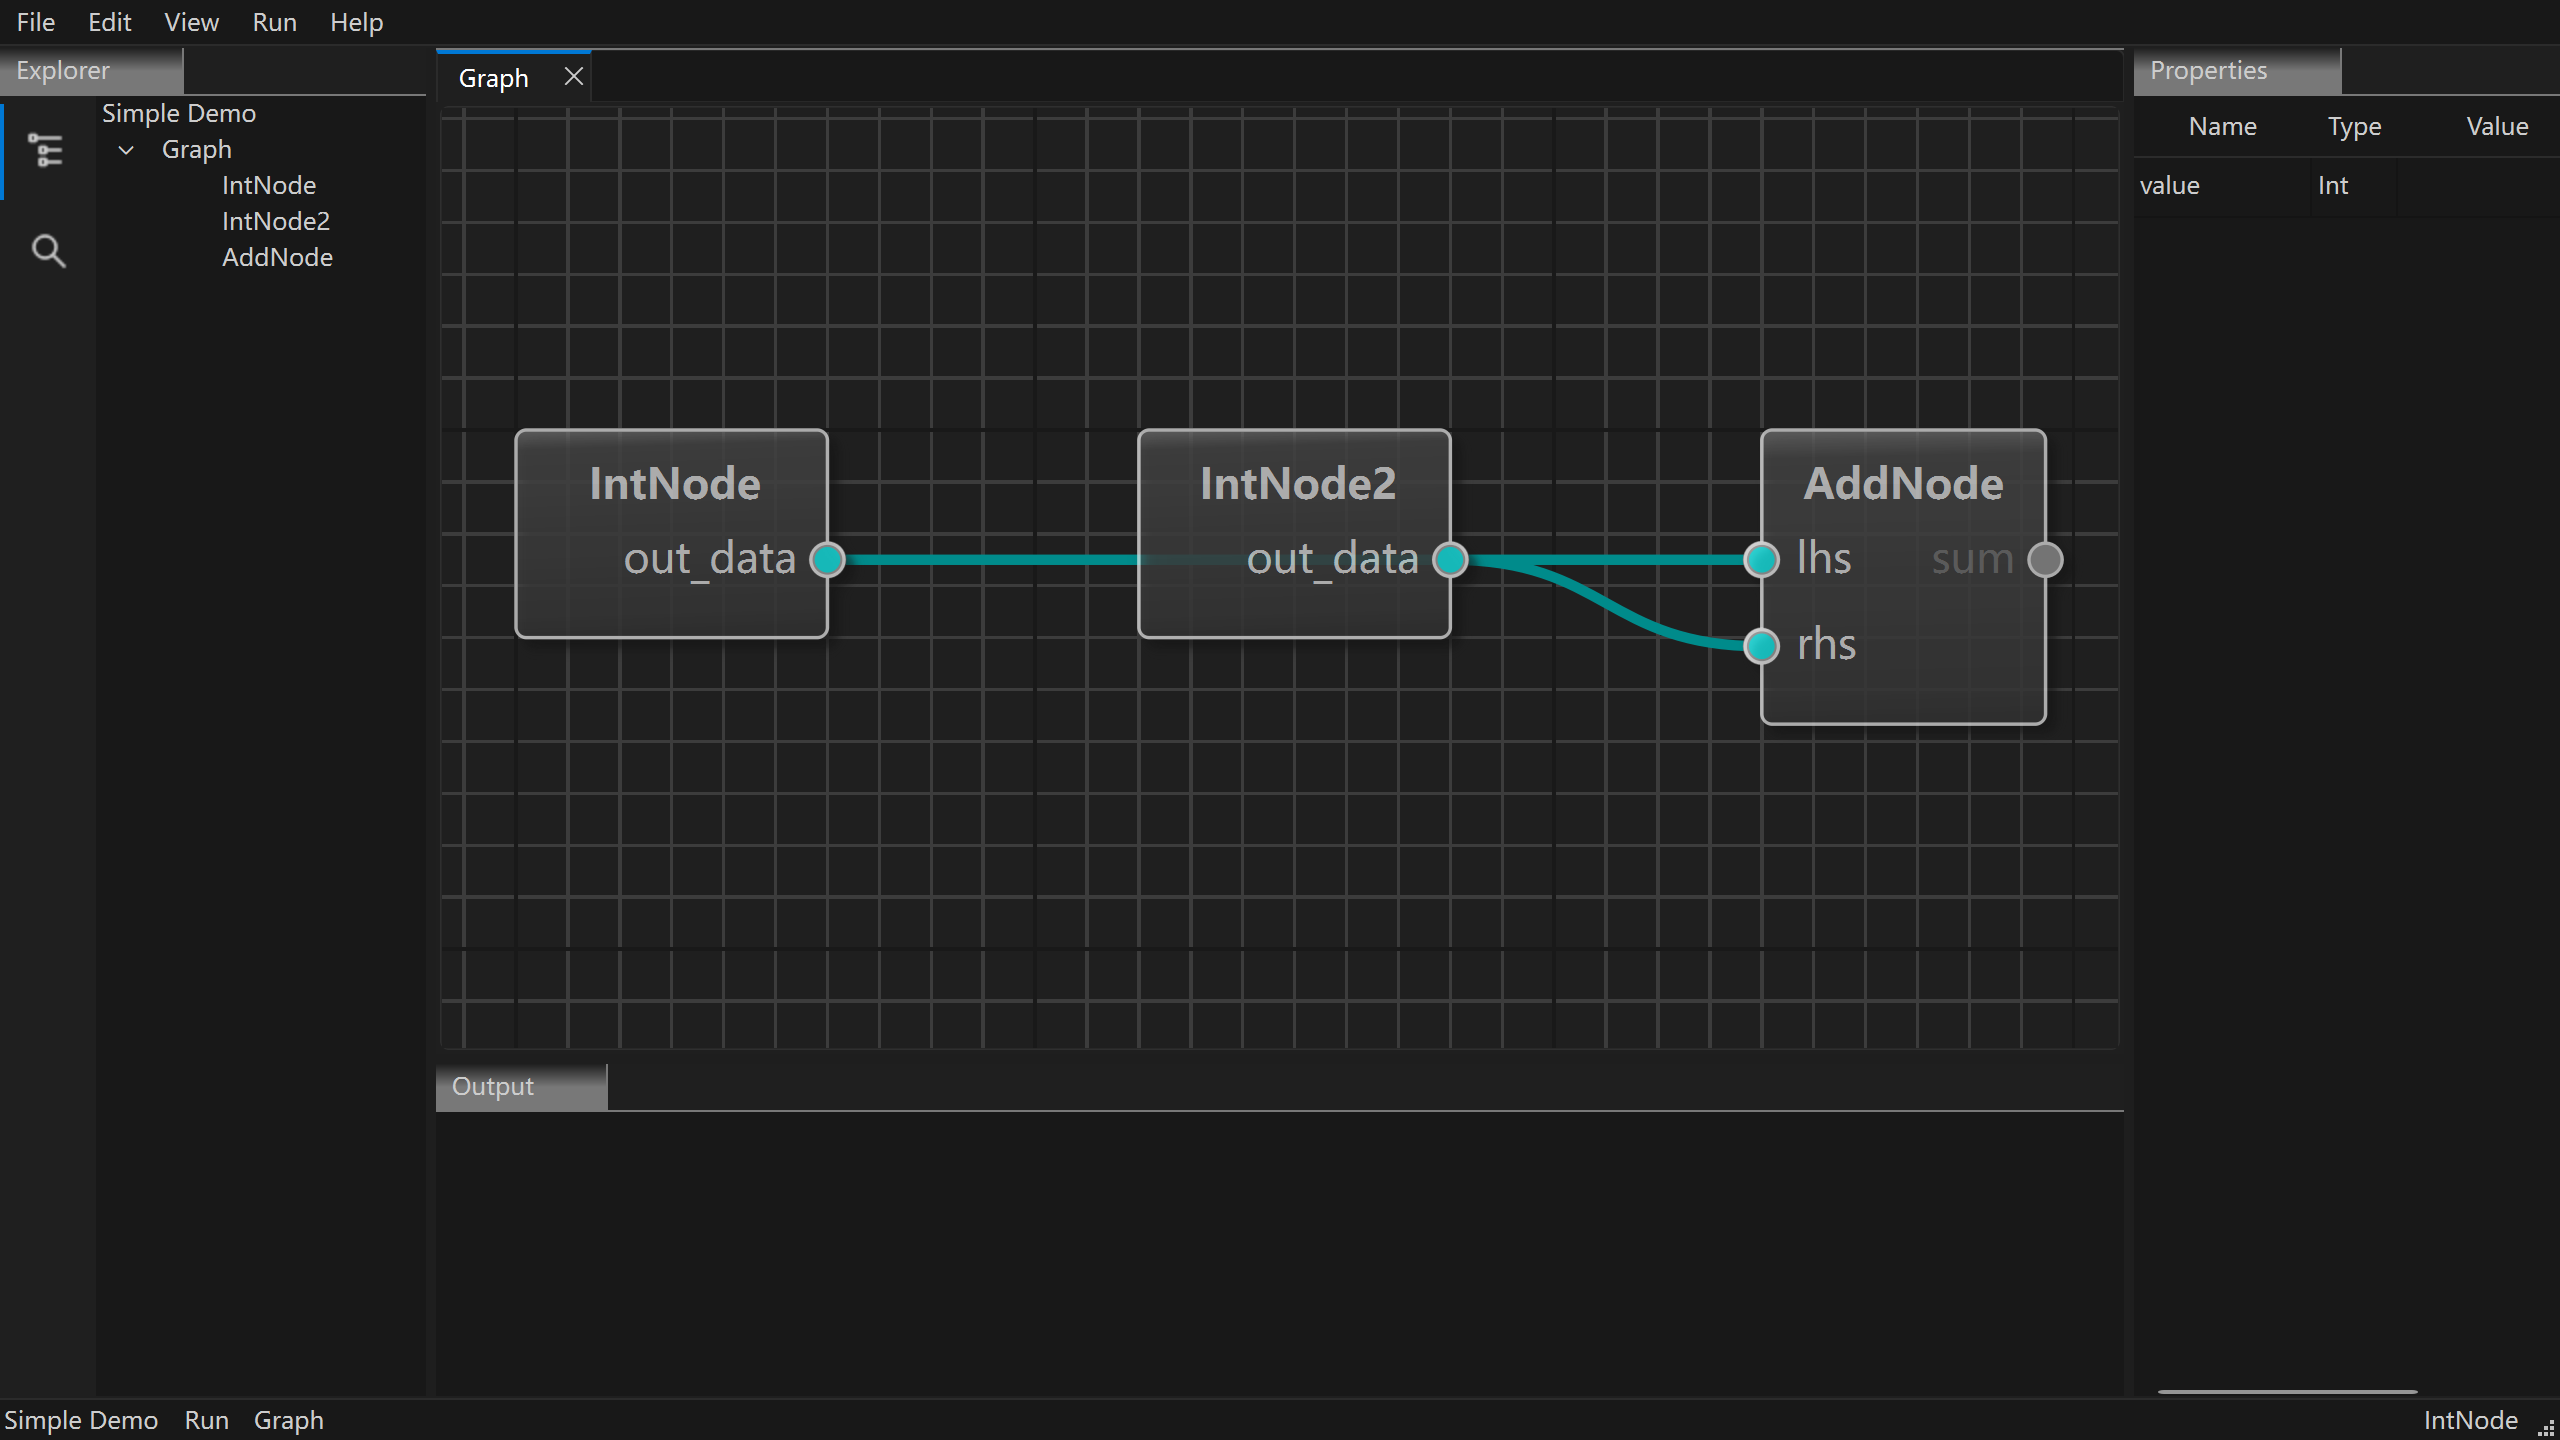 File Edit View Run Help
Explorer
Simple Demo
Graph
IntNode
IntNode2
AddNode
Graph
IntNode
out_data
IntNode2
out_data
AddNode
lhs sum
rhs
Output
Properties
Name Type Value
value Int
Simple Demo Run Graph
IntNode